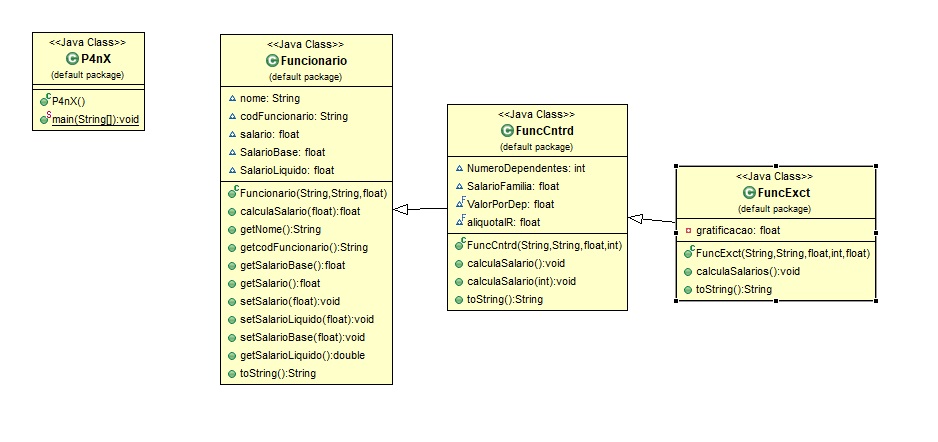 <<Java Class>>
P4nX
(default package)
P4nX()
main(String[]):void
<<Java Class>>
Funcionario
(default package)
nome: String
codFuncionario: String
salario: float
SalarioBase: float
SalarioLiquido: float
Funcionario(String,String,float)
calculaSalario(float):float
getNome():String
getcodFuncionario():String
getSalarioBase():float
getSalario():float
setSalario(float):void
setSalarioLiquido(float):void
setSalarioBase(float):void
getSalarioLiquido():double
toString():String
<<Java Class>>
FuncCntrd
(default package)
NumeroDependentes: int
SalarioFamilia: float
ValorPorDep: float
aliquotaIR: float
FuncCntrd(String,String,float,int)
calculaSalario():void
calculaSalario(int):void
toString():String
<<Java Class>>
FuncExct
(default package)
gratificacao: float
FuncExct(String,String,float,int,float)
calculaSalarios():void
toString():String